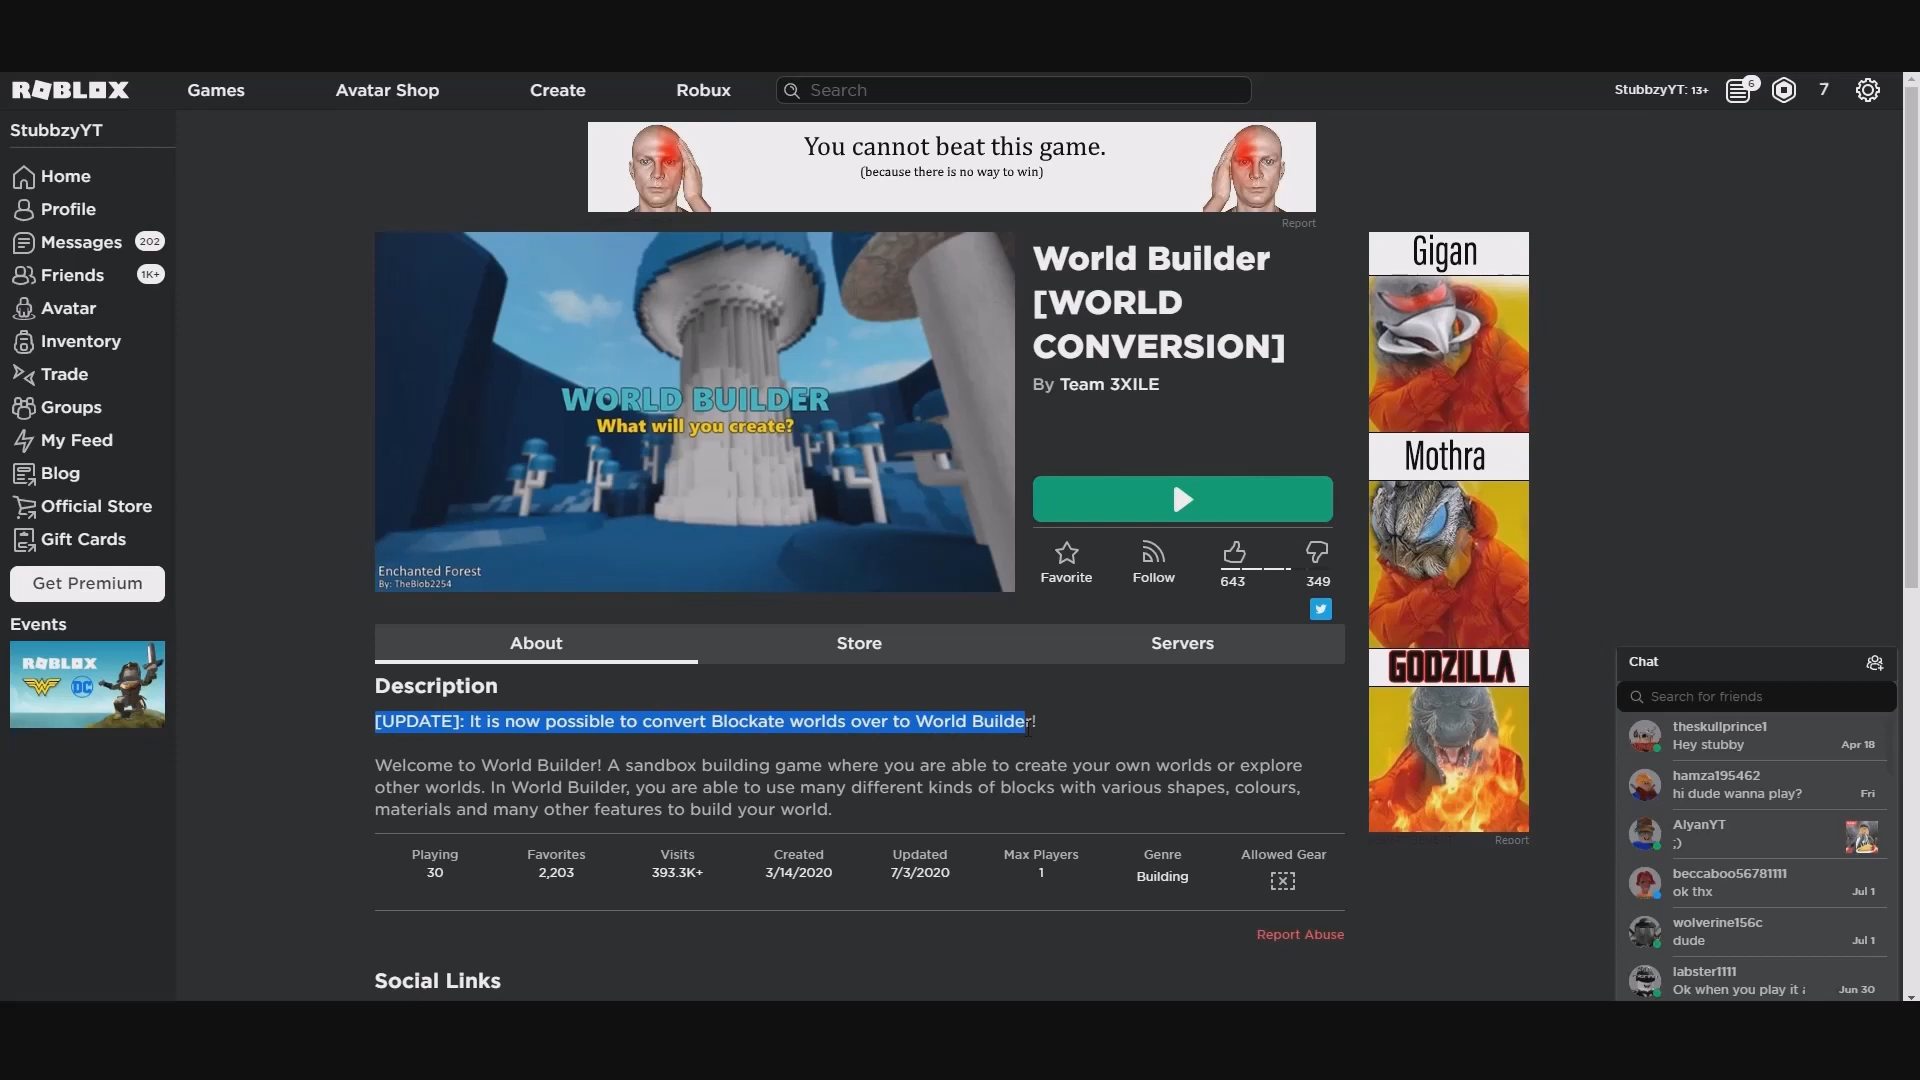 ROBLOX
Games
Avatar Shop
Create
Robux
Search
StubbzyYT: 13+
6
7
StubbzyYT
Home
Profile
Messages 202
Friends 1K+
Avatar
Inventory
Trade
Groups
My Feed
Blog
Official Store
Gift Cards
Get Premium
Events
ROBLOX
DC
You cannot beat this game.
(because there is no way to win)
Report
WORLD BUILDER
What will you create?
Enchanted Forest
By: TheBlob2254
World Builder
[WORLD
CONVERSION]
By Team 3XILE
Favorite
Follow
643
349
Gigan
Mothra
GODZILLA
Report
About
Store
Servers
Description
[UPDATE]: It is now possible to convert Blockate worlds over to World Builder!
Welcome to World Builder! A sandbox building game where you are able to create your own worlds or explore
other worlds. In World Builder, you are able to use many different kinds of blocks with various shapes, colours,
materials and many other features to build your world.
Playing Favorites Visits Created Updated Max Players Genre Allowed Gear
30 2,203 393.3K+ 3/14/2020 7/3/2020 1 Building
Report Abuse
Social Links
Chat
Search for friends
theskullprince1
Hey stubby Apr 18
hamza195462
hi dude wanna play? Fri
AlyanYT
;)
beccaboo56781111
ok thx Jul 1
wolverine156c
dude Jul 1
labster1111
Ok when you play it Jun 30